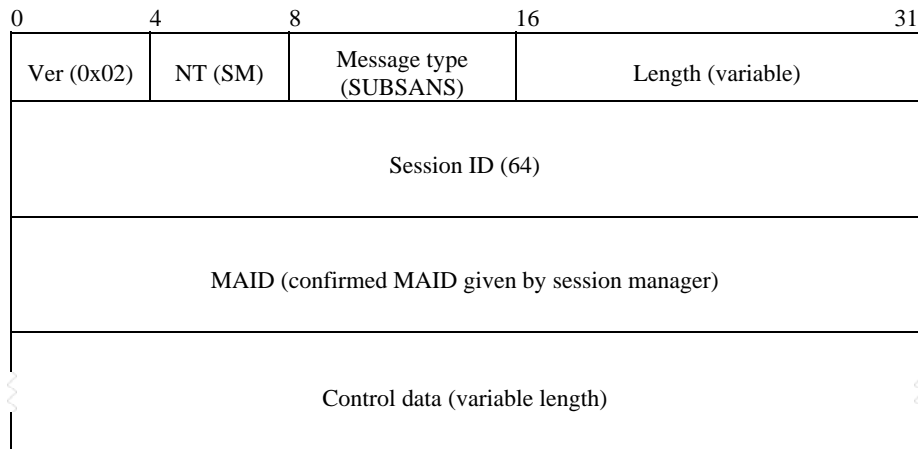 0 4 8 16 31
Ver (0x02) NT (SM) Message type (SUBSANS) Length (variable)
Session ID (64)
MAID (confirmed MAID given by session manager)
Control data (variable length)